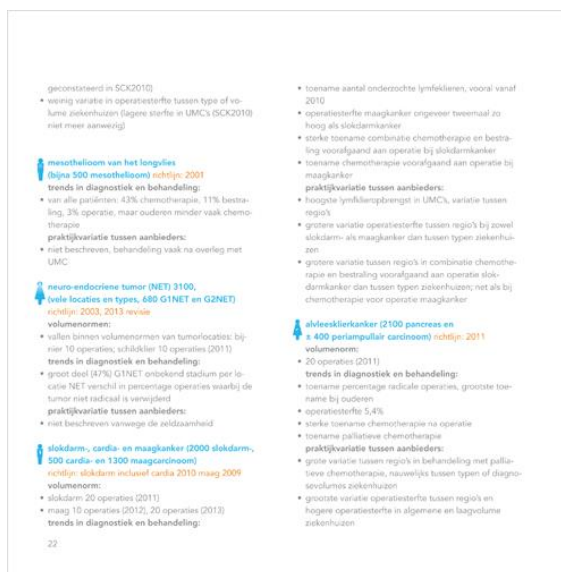 geconstateerd in SCK2010)
• weinig variatie in operatiesterfte tussen type of vo-
lume ziekenhuizen (lagere sterfte in UMC's (SCK2010)
niet meer aanwezig)
mesothelioom van het longvlies
(bijna 500 mesothelioom) richtlijn: 2001
trends in diagnostiek en behandeling:
• van alle patiënten: 43% chemotherapie, 11% bestra-
ling, 3% operatie, maar ouderen minder vaak chemo-
therapie
praktijkvariatie tussen aanbieders:
• niet beschreven, behandeling vaak na overleg met
UMC
neuro-endocriene tumor (NET) 3100,
(vele locaties en types, 680 G1NET en G2NET)
richtlijn: 2003, 2013 revisie
volumenormen:
• vallen binnen volumenormen van tumorlocaties: bij-
nier 10 operaties; schildklier 10 operaties (2011)
trends in diagnostiek en behandeling:
• groot deel (47%) G1NET onbekend stadium per lo-
catie NET verschil in percentage operaties waarbij de
tumor niet radicaal is verwijderd
praktijkvariatie tussen aanbieders:
• niet beschreven vanwege de zeldzaamheid
slokdarm-, cardia- en maagkanker (2000 slokdarm-,
500 cardia- en 1300 maagcarcinoom)
richtlijn: slokdarm inclusief cardia 2010 maag 2009
volumenorm:
• slokdarm 20 operaties (2011)
• maag 10 operaties (2012), 20 operaties (2013)
trends in diagnostiek en behandeling:
22
• toename aantal onderzochte lymfeklieren, vooral vanaf
2010
• operatiesterfte maagkanker ongeveer tweemaal zo
hoog als slokdarmkanker
• sterke toename combinatie chemotherapie en bestra-
ling voorafgaand aan operatie bij slokdarmkanker
• toename chemotherapie voorafgaand aan operatie bij
maagkanker
praktijkvariatie tussen aanbieders:
• hoogste lymfklieropbrengst in UMC's, variatie tussen
regio's
• grotere variatie operatiesterfte tussen regio's bij zowel
slokdarm- als maagkanker dan tussen typen ziekenhui-
zen
• grotere variatie tussen regio's in combinatie chemothe-
rapie en bestraling voorafgaand aan operatie slok-
darmkanker dan tussen typen ziekenhuizen; net als bij
chemotherapie voor operatie maagkanker
alvleesklierkanker (2100 pancreas en
± 400 periampullair carcinoom) richtlijn: 2011
volumenorm:
• 20 operaties (2011)
trends in diagnostiek en behandeling:
• toename percentage radicale operaties, grootste toe-
name bij ouderen
• operatiesterfte 5,4%
• sterke toename chemotherapie na operatie
• toename palliatieve chemotherapie
praktijkvariatie tussen aanbieders:
• grote variatie tussen regio's in behandeling met pallia-
tieve chemotherapie, nauwelijks tussen typen of diagno-
sevolumes ziekenhuizen
• grootste variatie operatiesterfte tussen regio's en
hogere operatiesterfte in algemene en laagvolume
ziekenhuizen